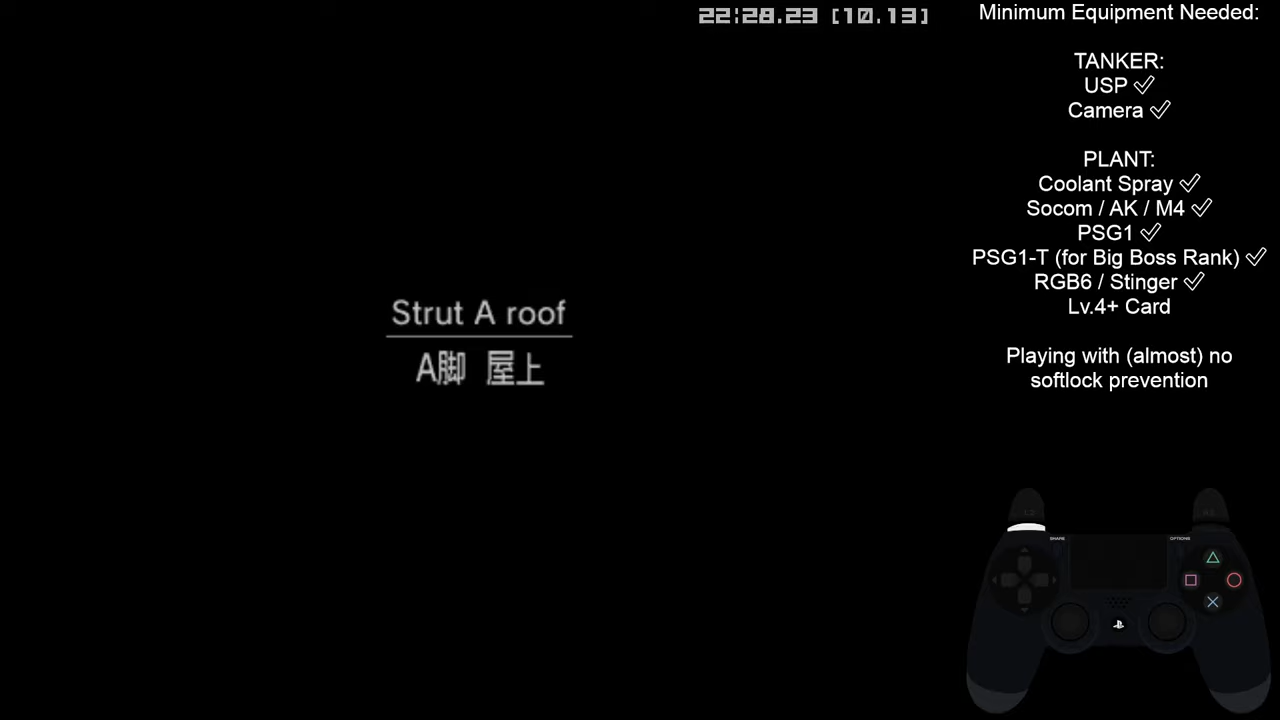 22:28.23 [10.13]
Minimum Equipment Needed:
TANKER:
USP ✓
Camera ✓
PLANT:
Coolant Spray ✓
Socom / AK / M4 ✓
PSG1 ✓
PSG1-T (for Big Boss Rank) ✓
RGB6 / Stinger ✓
Lv.4+ Card
Playing with (almost) no
softlock prevention
Strut A roof
A脚 屋上
SHARE
OPTIONS